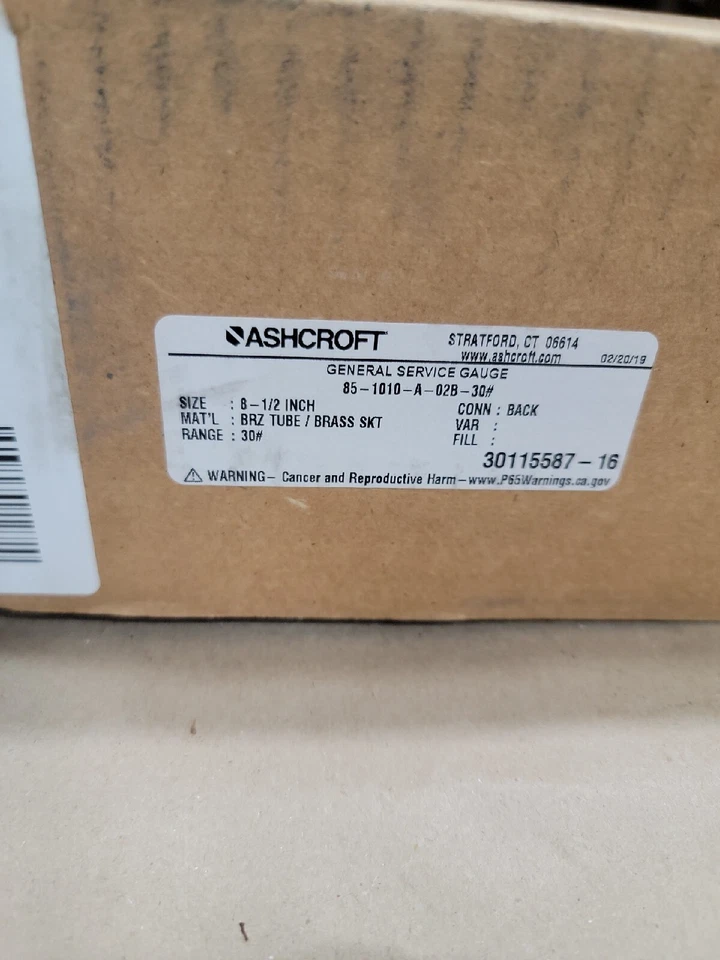 ASHCROFT
STRATFORD, CT 06614
www.ashcroft.com 02/20/19
GENERAL SERVICE GAUGE
85-1010-A-02B-30#
SIZE : 8-1/2 INCH
CONN : BACK
MAT'L : BRZ TUBE / BRASS SKT
VAR :
RANGE : 30#
FILL :
30115587-16
WARNING- Cancer and Reproductive Harm-www.P65Warnings.ca.gov